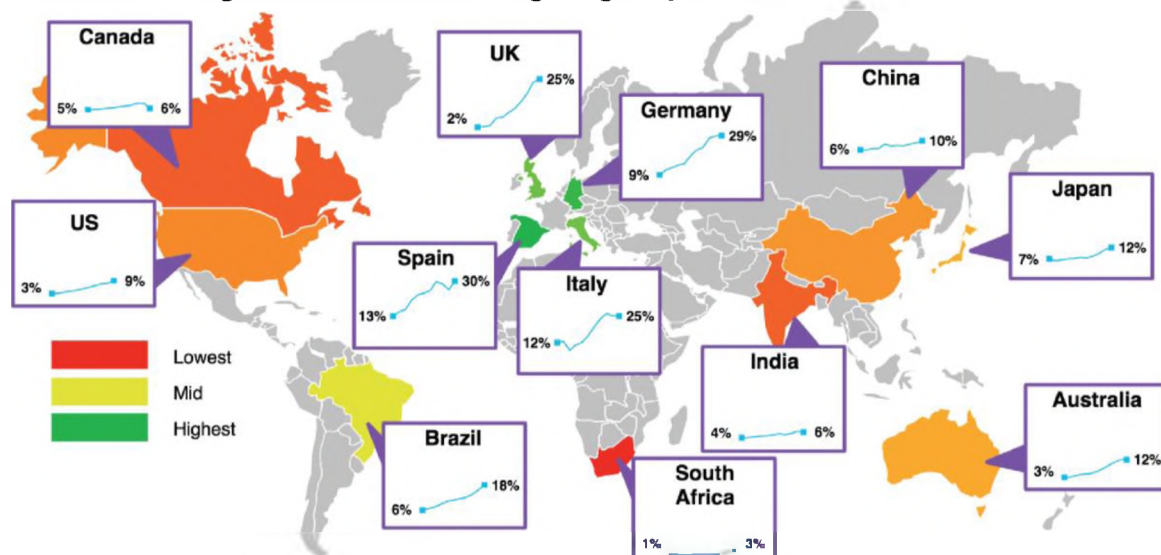 Canada
5% 6%
UK
2% 25%
Germany
9% 29%
China
6% 10%
Japan
7% 12%
US
3% 9%
Spain
13% 30%
Italy
12% 25%
India
4% 6%
Lowest
Mid
Highest
Brazil
6% 18%
South
Africa
1% 3%
Australia
3% 12%